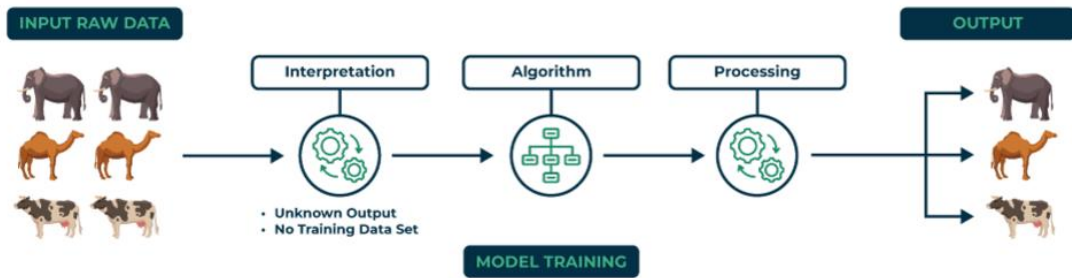 INPUT RAW DATA
OUTPUT
Interpretation
Algorithm
Processing
• Unknown Output
• No Training Data Set
MODEL TRAINING